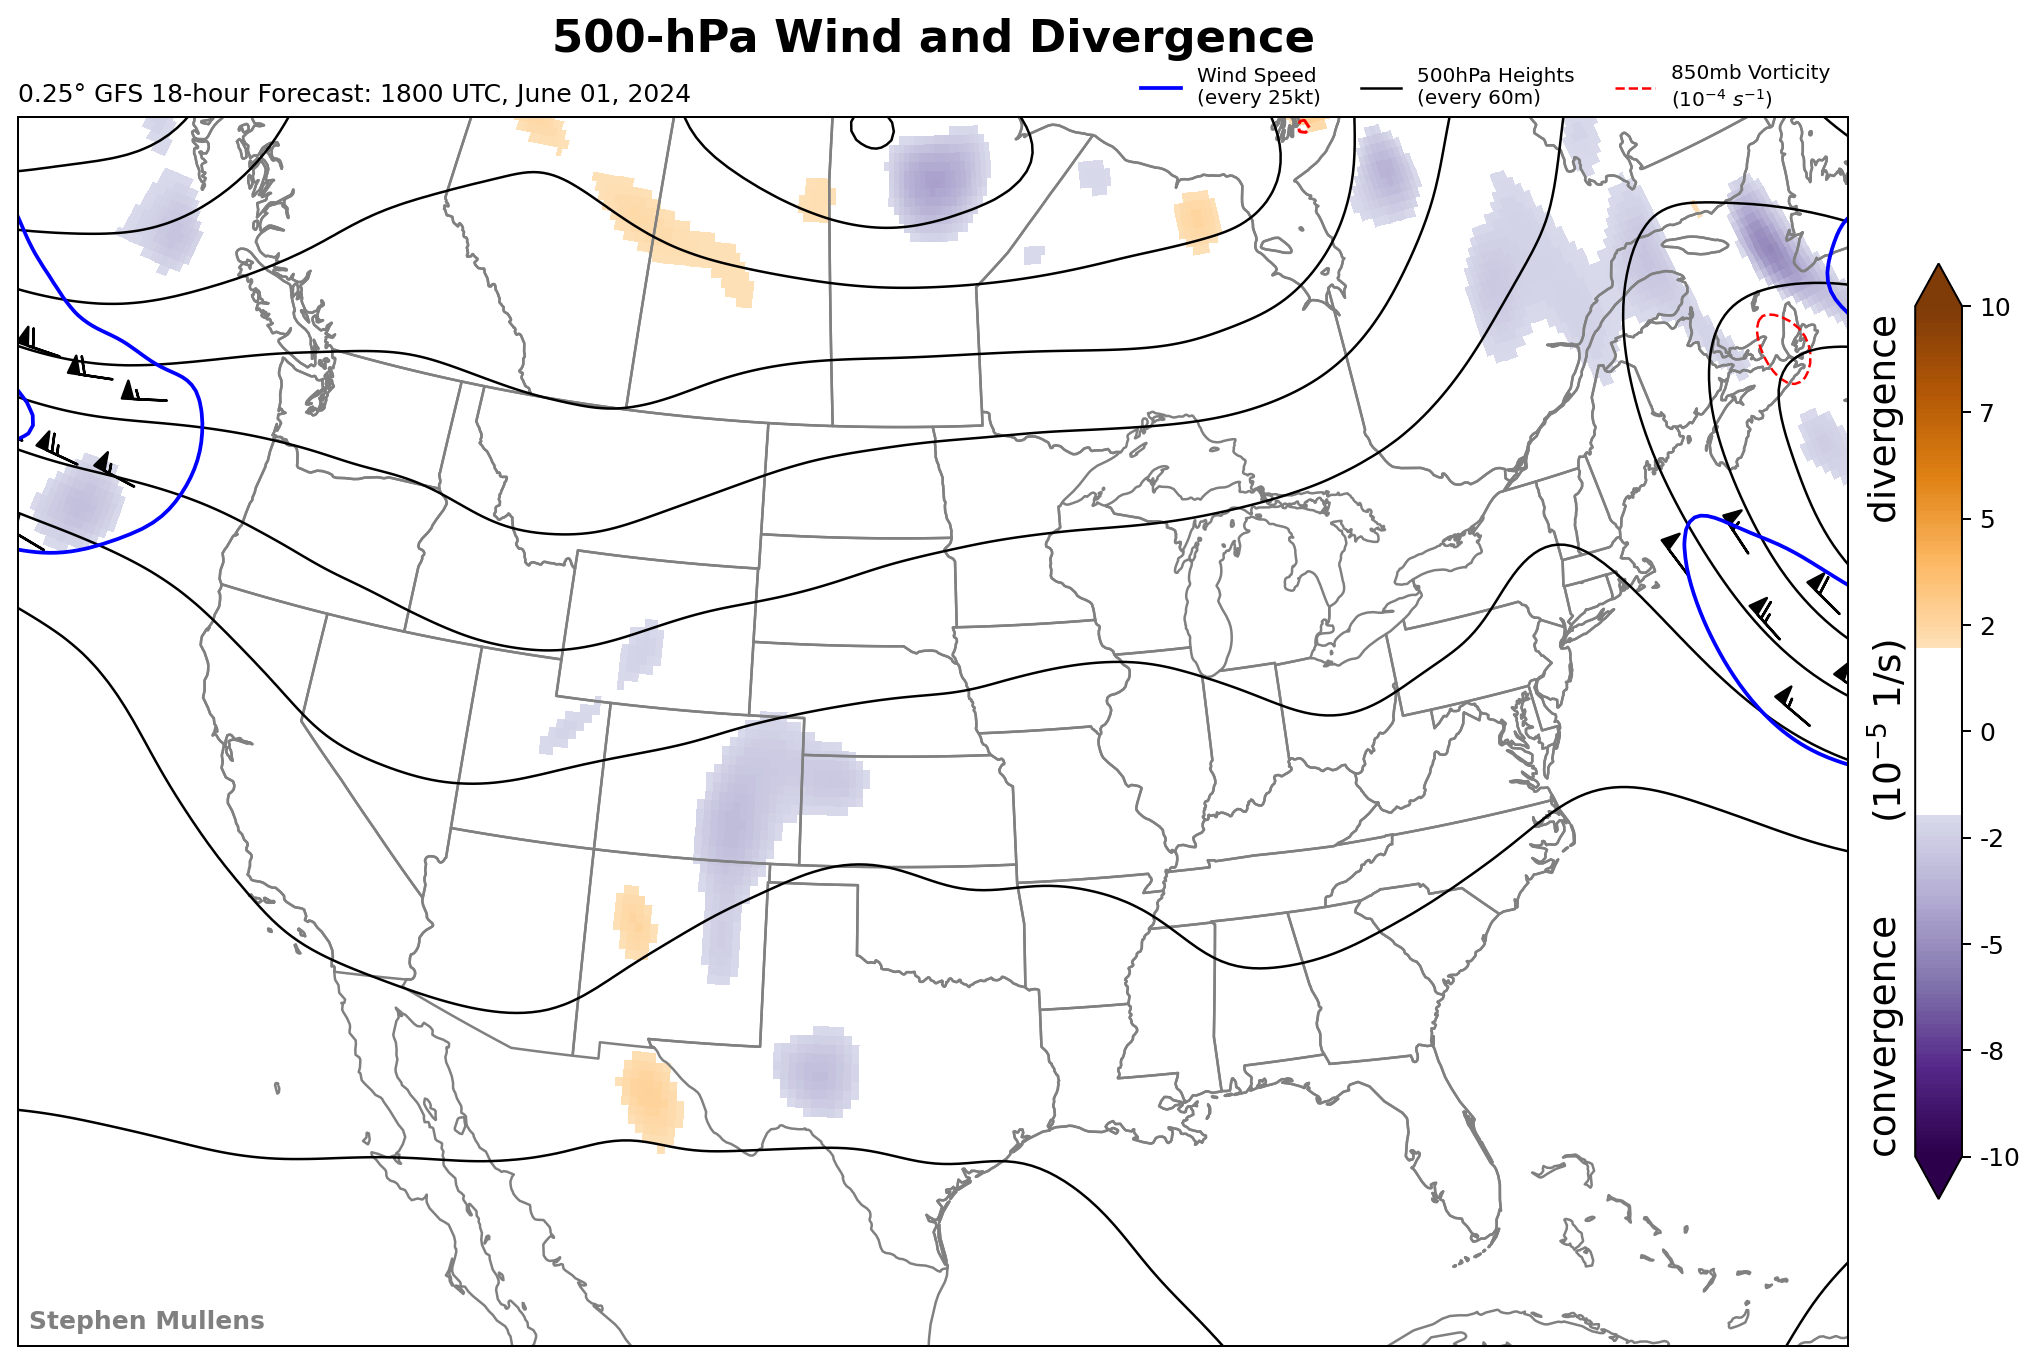 500-hPa Wind and Divergence
0.25° GFS 18-hour Forecast: 1800 UTC, June 01, 2024
Wind Speed
(every 25kt)
500hPa Heights
(every 60m)
850mb Vorticity
(10⁻⁴ s⁻¹)
10
7
5
2
0
-2
-5
-8
-10
convergence (10⁻⁵ 1/s) divergence
Stephen Mullens